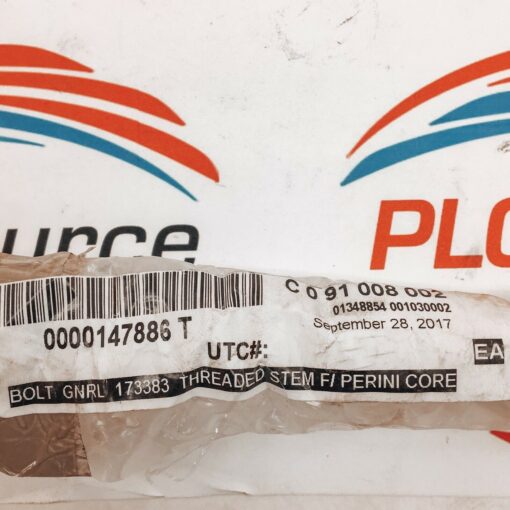 urce
PLC
C 0 91 008 002
01348854 001030002
September 28, 2017
0000147886 T
UTC#:
EA
BOLT GNRL 173383 THREADED STEM F/ PERINI CORE